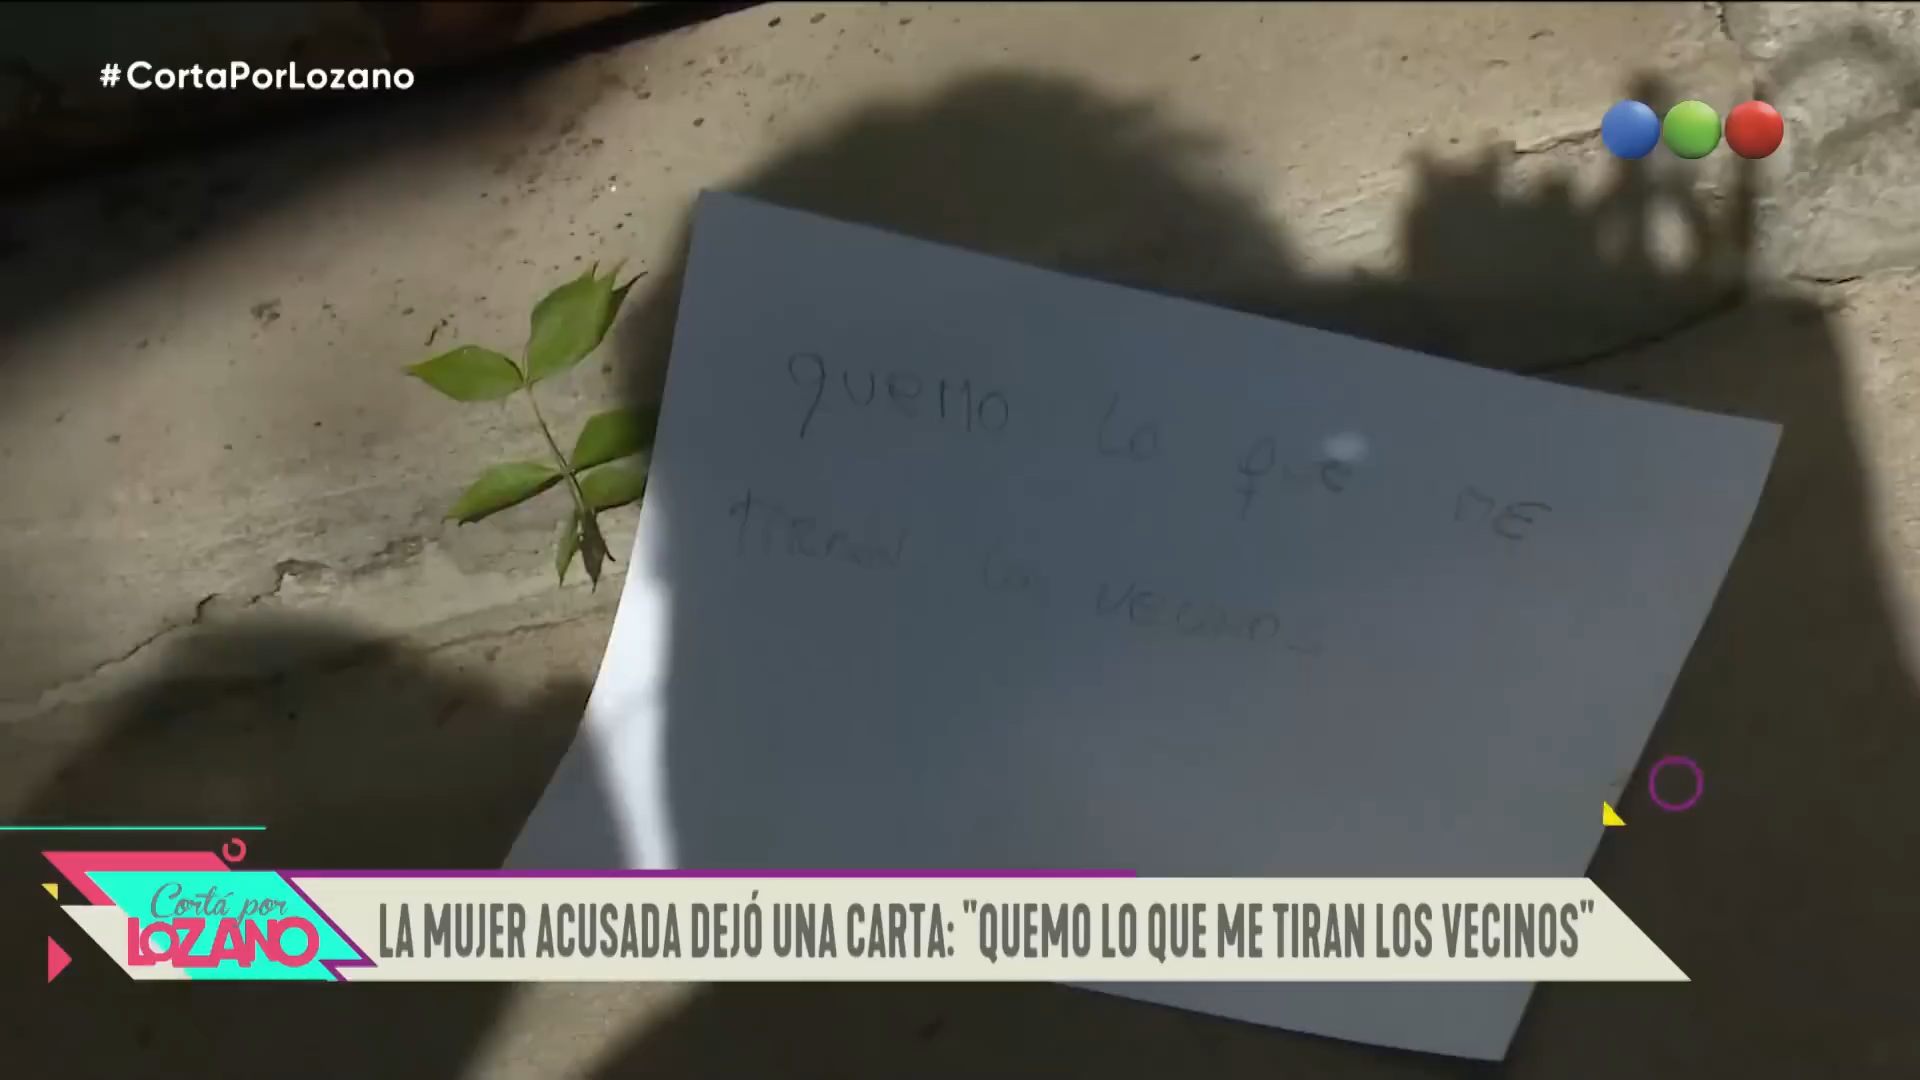 #CortaPorLozano
quemo lo que ME
tiran los vecino
Cortá por
LOZANO
LA MUJER ACUSADA DEJÓ UNA CARTA: "QUEMO LO QUE ME TIRAN LOS VECINOS"